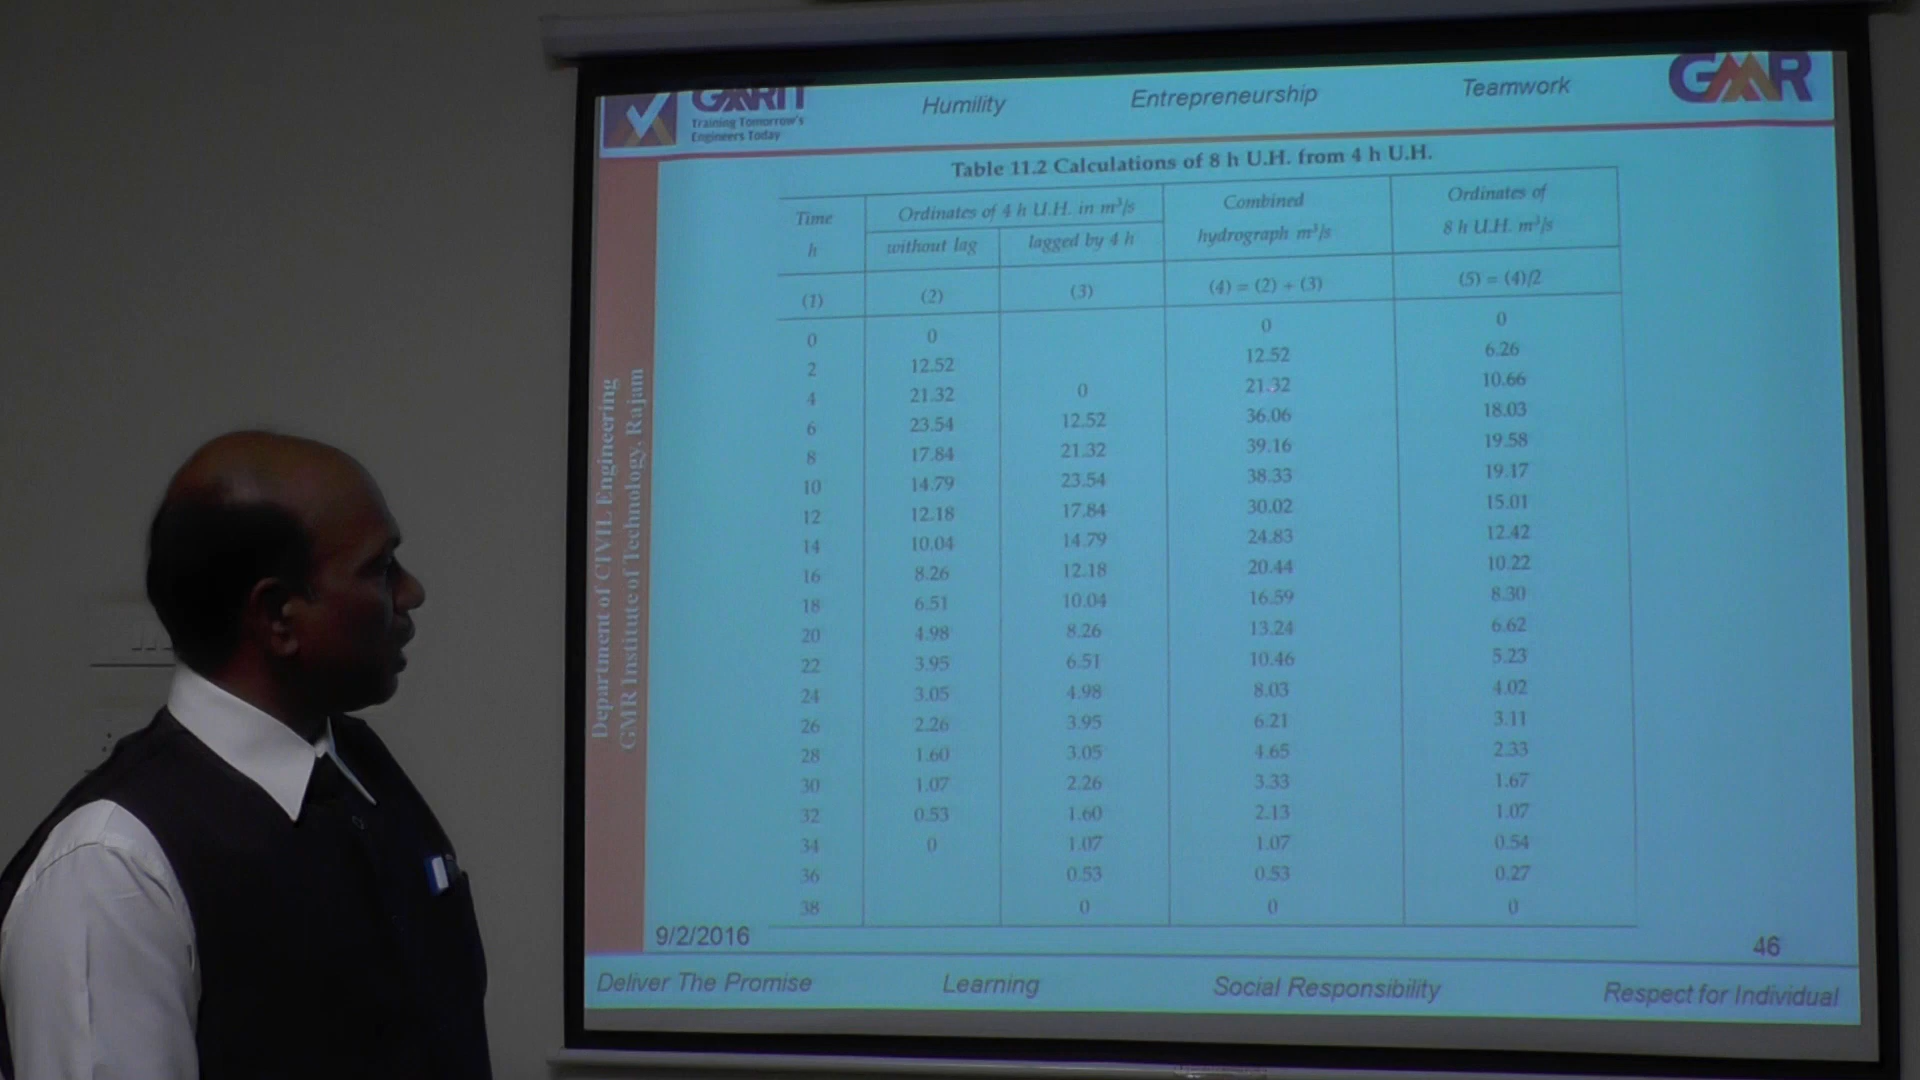 GMRIT
Training Tomorrow's
Engineers Today
Humility Entrepreneurship Teamwork
GMR
Department of CIVIL Engineering
GMR Institute of Technology, Rajam
Table 11.2 Calculations of 8 h U.H. from 4 h U.H.
Time h Ordinates of 4 h U.H. in m³/s Combined hydrograph m³/s Ordinates of 8 h U.H. m³/s
without lag lagged by 4 h
(1) (2) (3) (4) = (2) + (3) (5) = (4)/2
0 0 0 0
2 12.52 12.52 6.26
4 21.32 0 21.32 10.66
6 23.54 12.52 36.06 18.03
8 17.84 21.32 39.16 19.58
10 14.79 23.54 38.33 19.17
12 12.18 17.84 30.02 15.01
14 10.04 14.79 24.83 12.42
16 8.26 12.18 20.44 10.22
18 6.51 10.04 16.59 8.30
20 4.98 8.26 13.24 6.62
22 3.95 6.51 10.46 5.23
24 3.05 4.98 8.03 4.02
26 2.26 3.95 6.21 3.11
28 1.60 3.05 4.65 2.33
30 1.07 2.26 3.33 1.67
32 0.53 1.60 2.13 1.07
34 0 1.07 1.07 0.54
36 0.53 0.53 0.27
38 0 0 0
9/2/2016 46
Deliver The Promise Learning Social Responsibility Respect for Individual